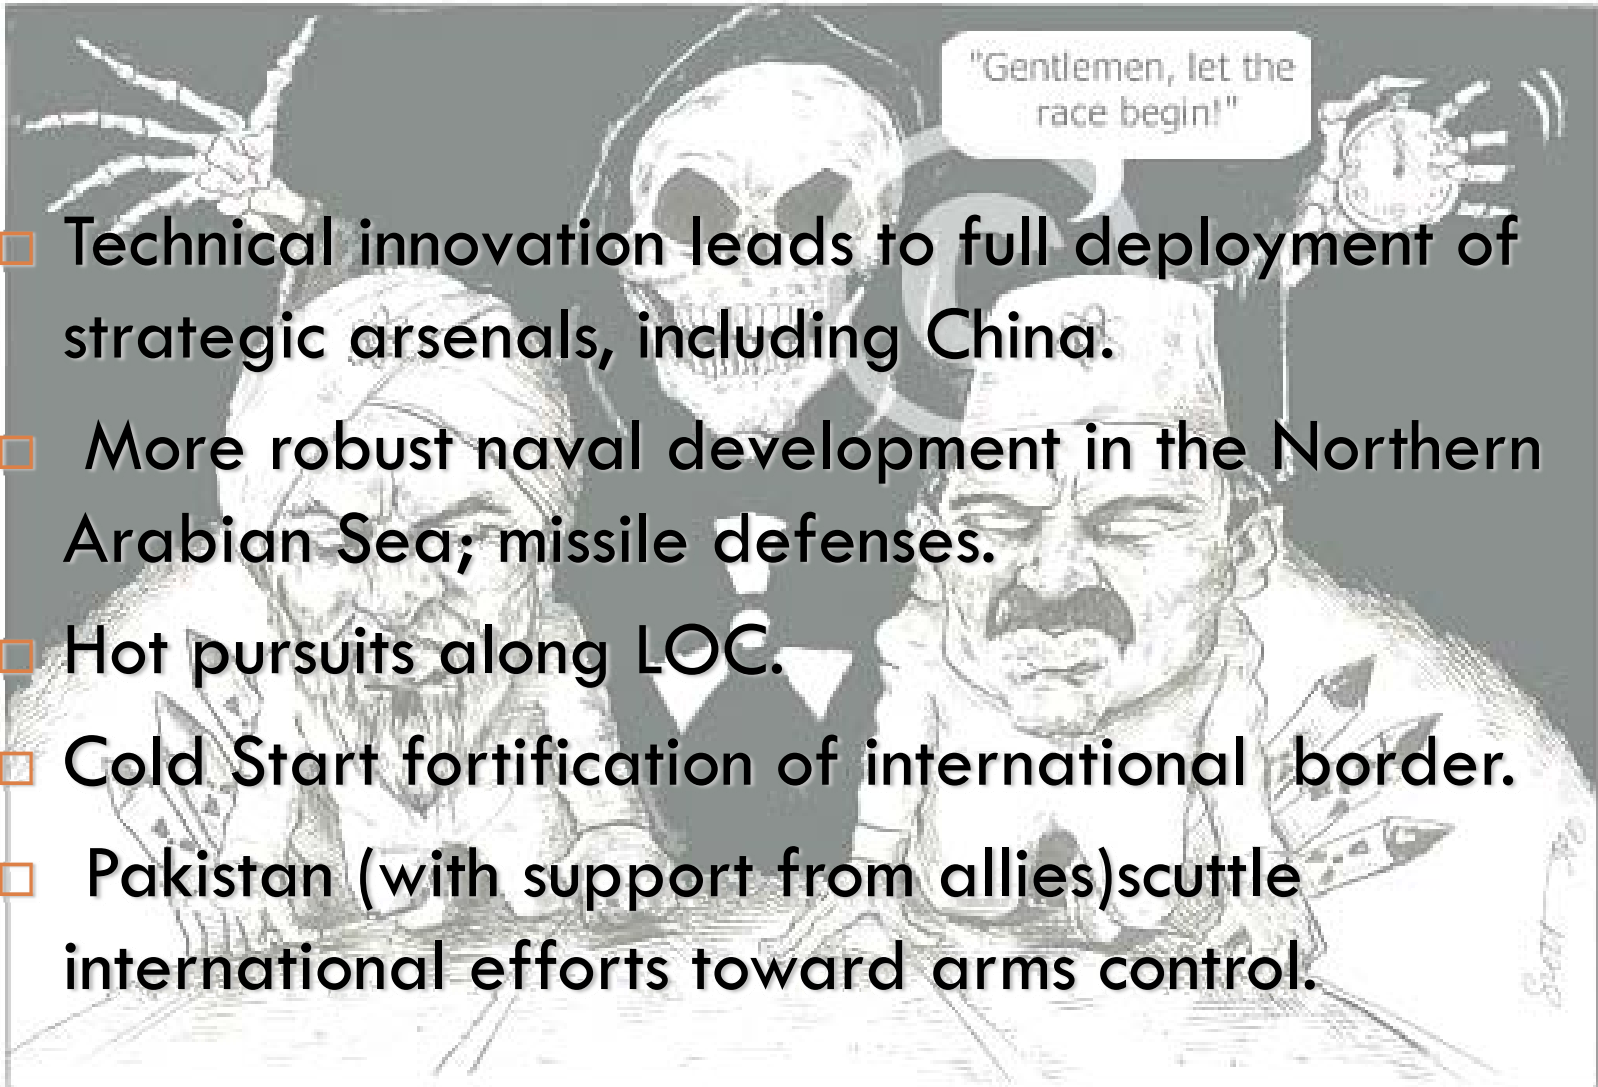 "Gentlemen, let the
race begin!"
Technical innovation leads to full deployment of
strategic arsenals, including China.
More robust naval development in the Northern
Arabian Sea; missile defenses.
Hot pursuits along LOC.
Cold Start fortification of international  border.
Pakistan (with support from allies)scuttle
international efforts toward arms control.